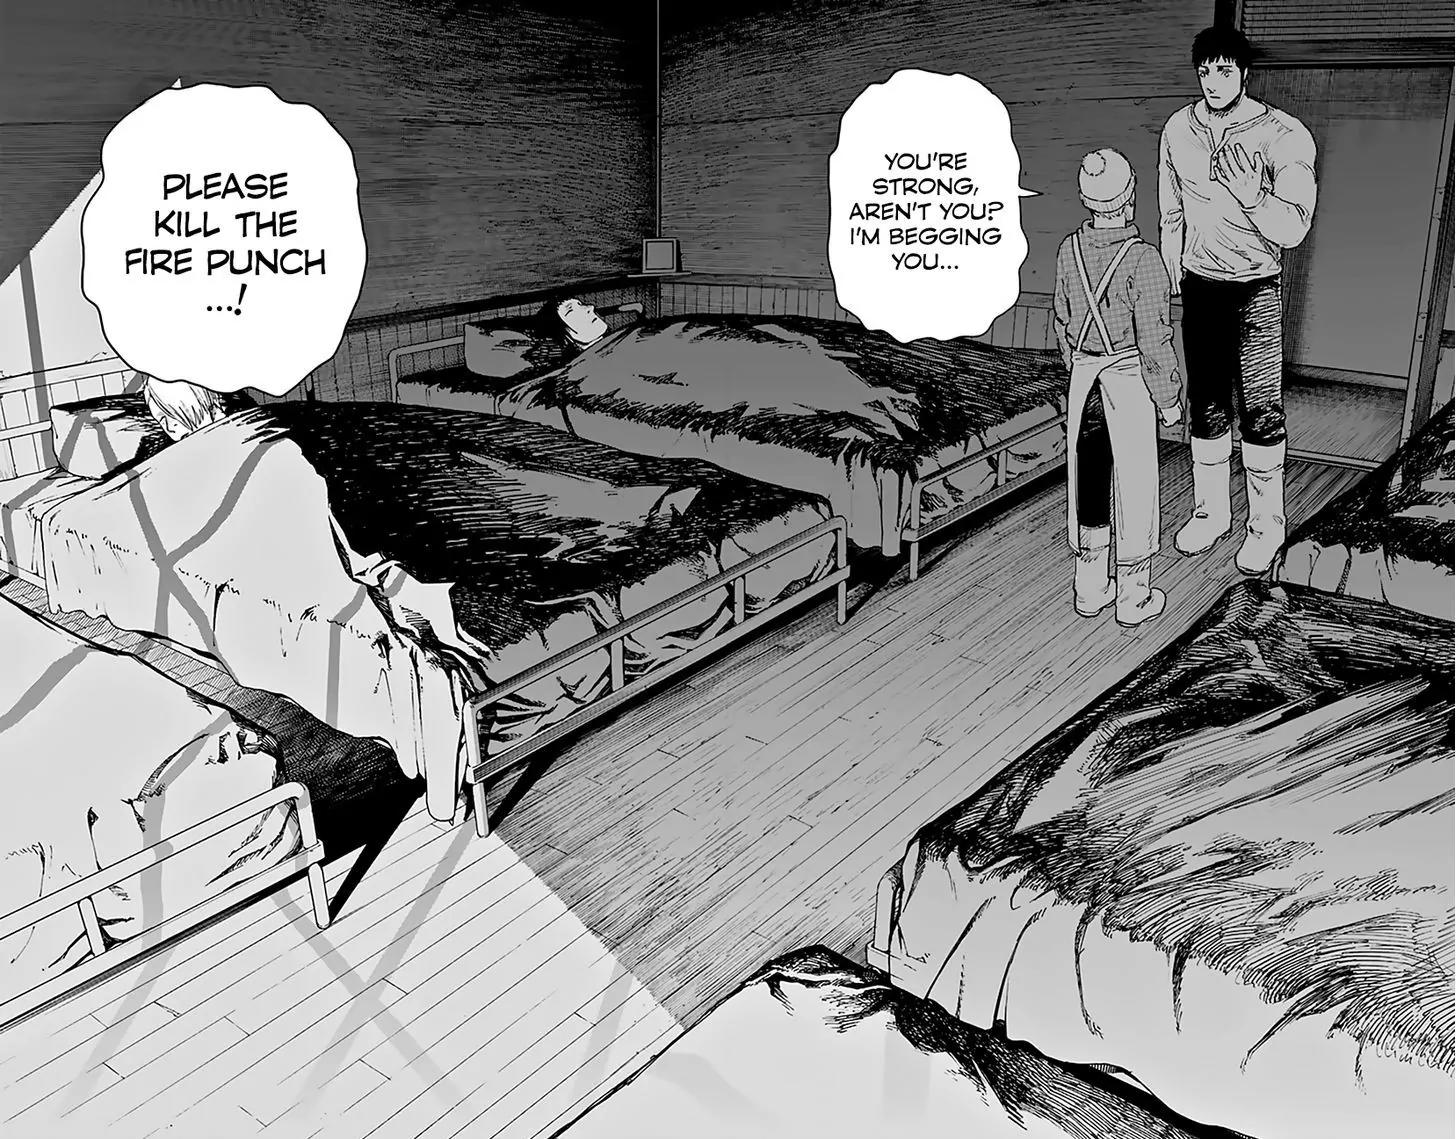 YOU'RE
STRONG,
AREN'T YOU?
I'M BEGGING
YOU...
PLEASE
KILL THE
FIRE PUNCH
...!